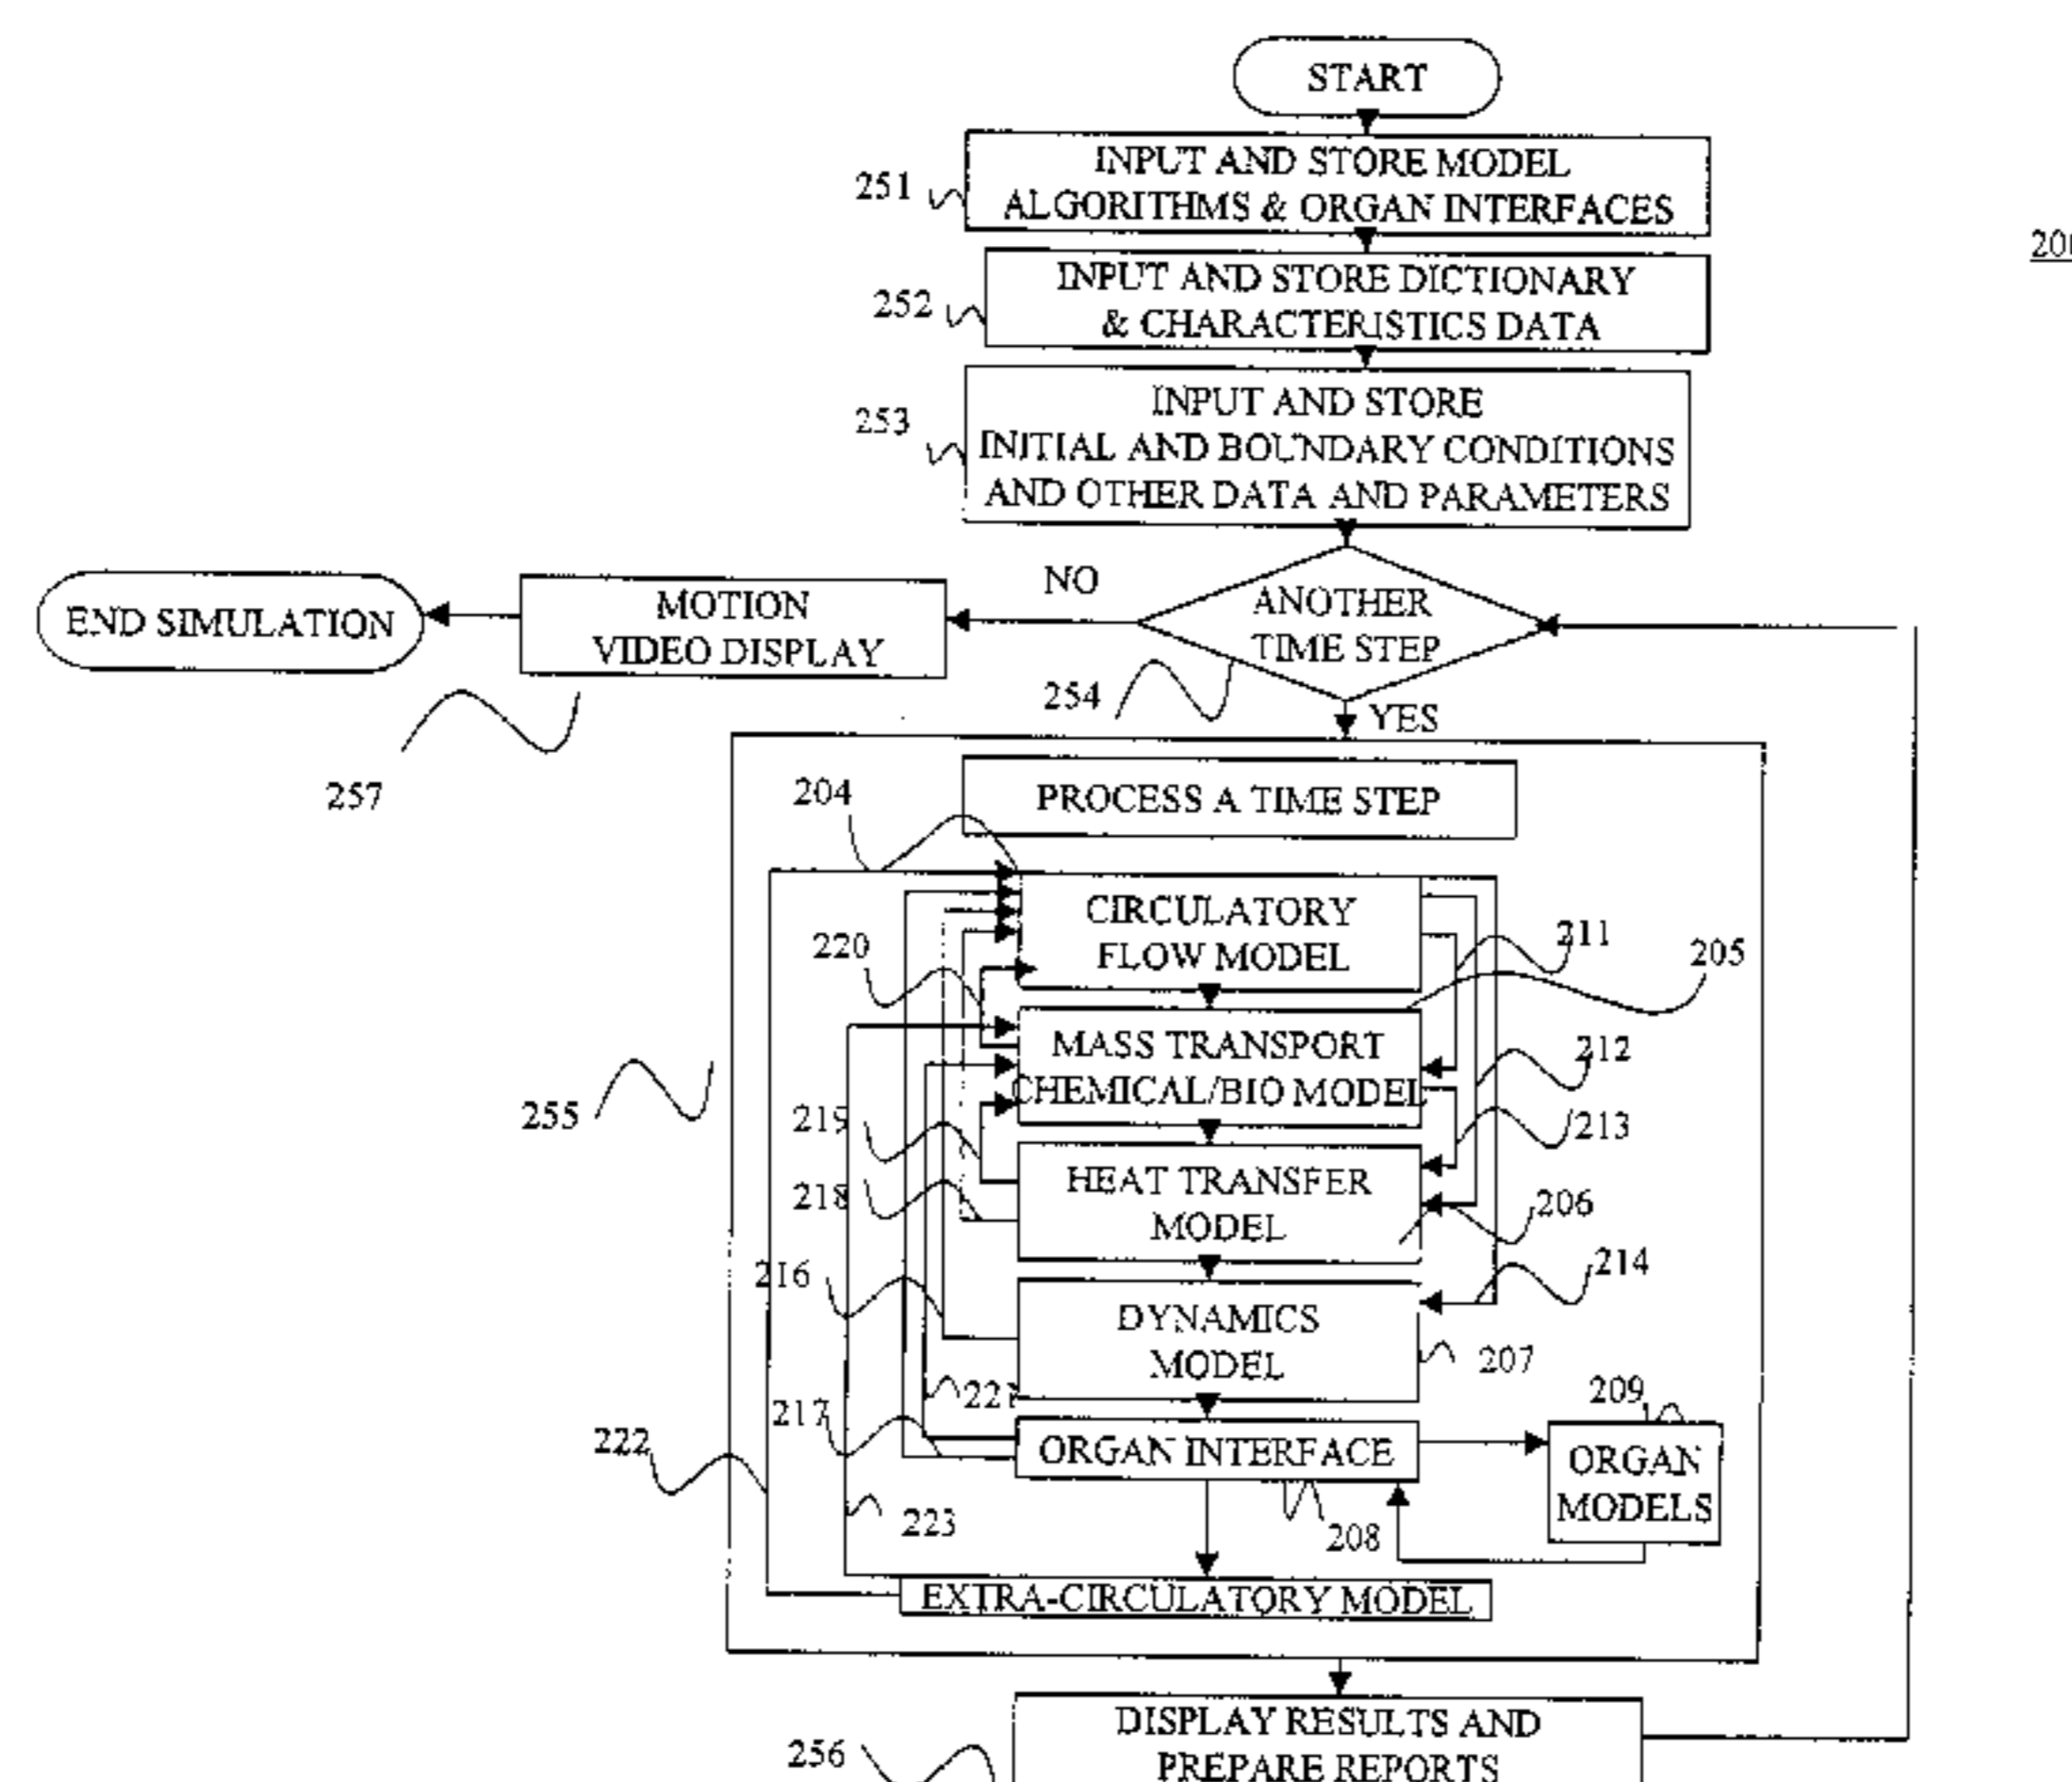 START
251
INPUT AND STORE MODEL
ALGORITHMS & ORGAN INTERFACES
252
INPUT AND STORE DICTIONARY
& CHARACTERISTICS DATA
253
INPUT AND STORE
INITIAL AND BOUNDARY CONDITIONS
AND OTHER DATA AND PARAMETERS
END SIMULATION
MOTION
VIDEO DISPLAY
NO
ANOTHER
TIME STEP
254
YES
257
204
PROCESS A TIME STEP
CIRCULATORY
FLOW MODEL
220
211
205
MASS TRANSPORT
CHEMICAL/BIO MODEL
212
255
219
213
HEAT TRANSFER
MODEL
218
206
216
214
DYNAMICS
MODEL
207
209
217
222
ORGAN INTERFACE
ORGAN
MODELS
223
208
EXTRA-CIRCULATORY MODEL
DISPLAY RESULTS AND
PREPARE REPORTS
256